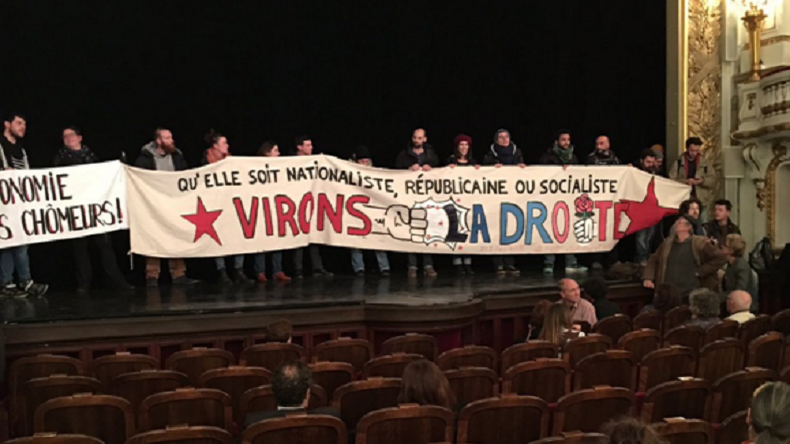 ONOMIE
S CHÔMEURS!
QU'ELLE SOIT NATIONALISTE, RÉPUBLICAINE OU SOCIALISTE
VIRONS LA DROITE